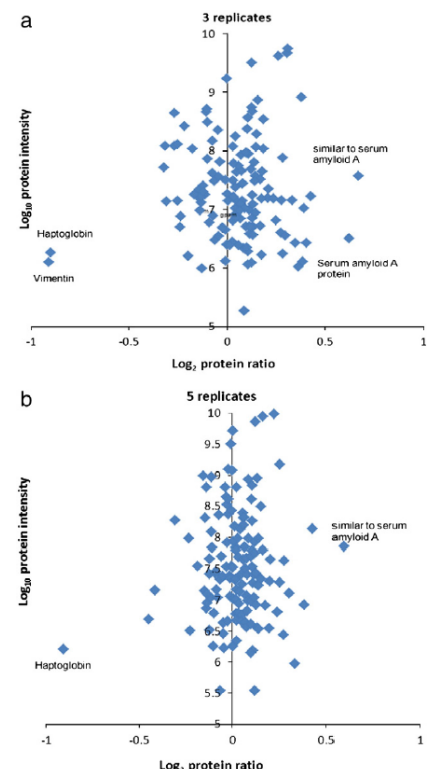 a
3 replicates
10
9
8
7
6
5
-1
-0.5
0
0.5
1
Log10 protein intensity
Log2 protein ratio
similar to serum
amyloid A
Serum amyloid A
protein
Haptoglobin
Vimentin
b
5 replicates
10
9.5
9
8.5
8
7.5
7
6.5
6
5.5
5
-1
-0.5
0
0.5
1
Log10 protein intensity
Log2 protein ratio
similar to serum
amyloid A
Haptoglobin